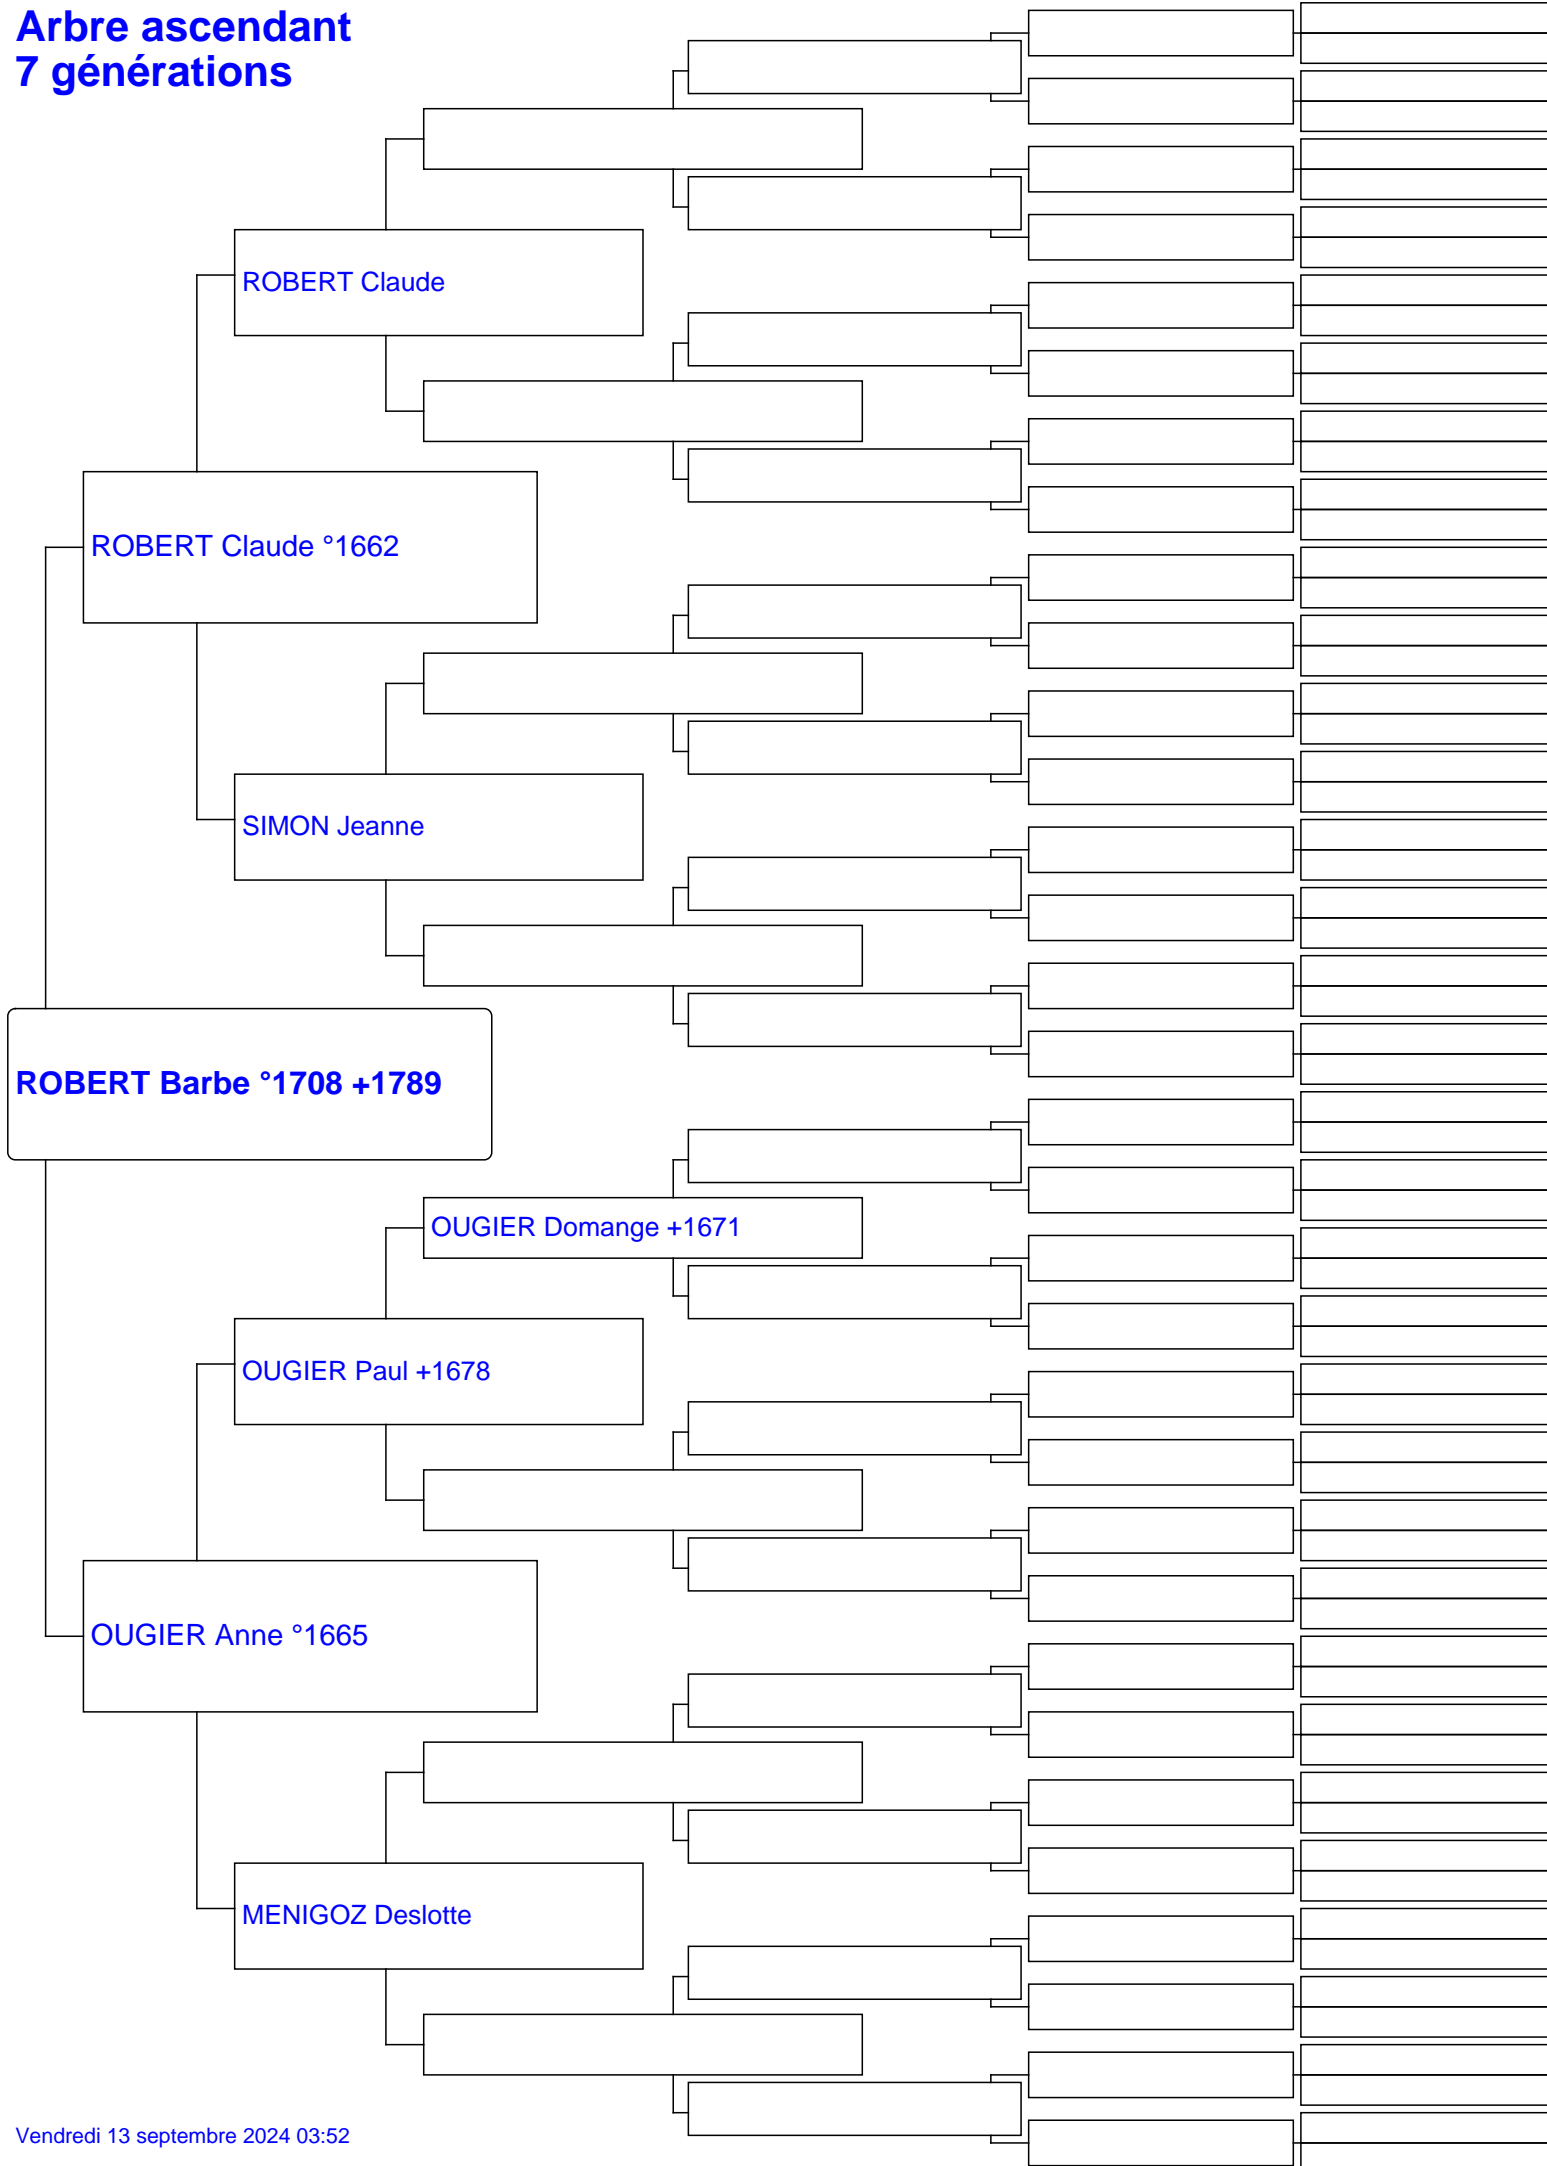 Arbre ascendant
7 générations
ROBERT Claude
ROBERT Claude °1662
SIMON Jeanne
ROBERT Barbe °1708 +1789
OUGIER Domange +1671
OUGIER Paul +1678
OUGIER Anne °1665
MENIGOZ Deslotte
Vendredi 13 septembre 2024 03:52